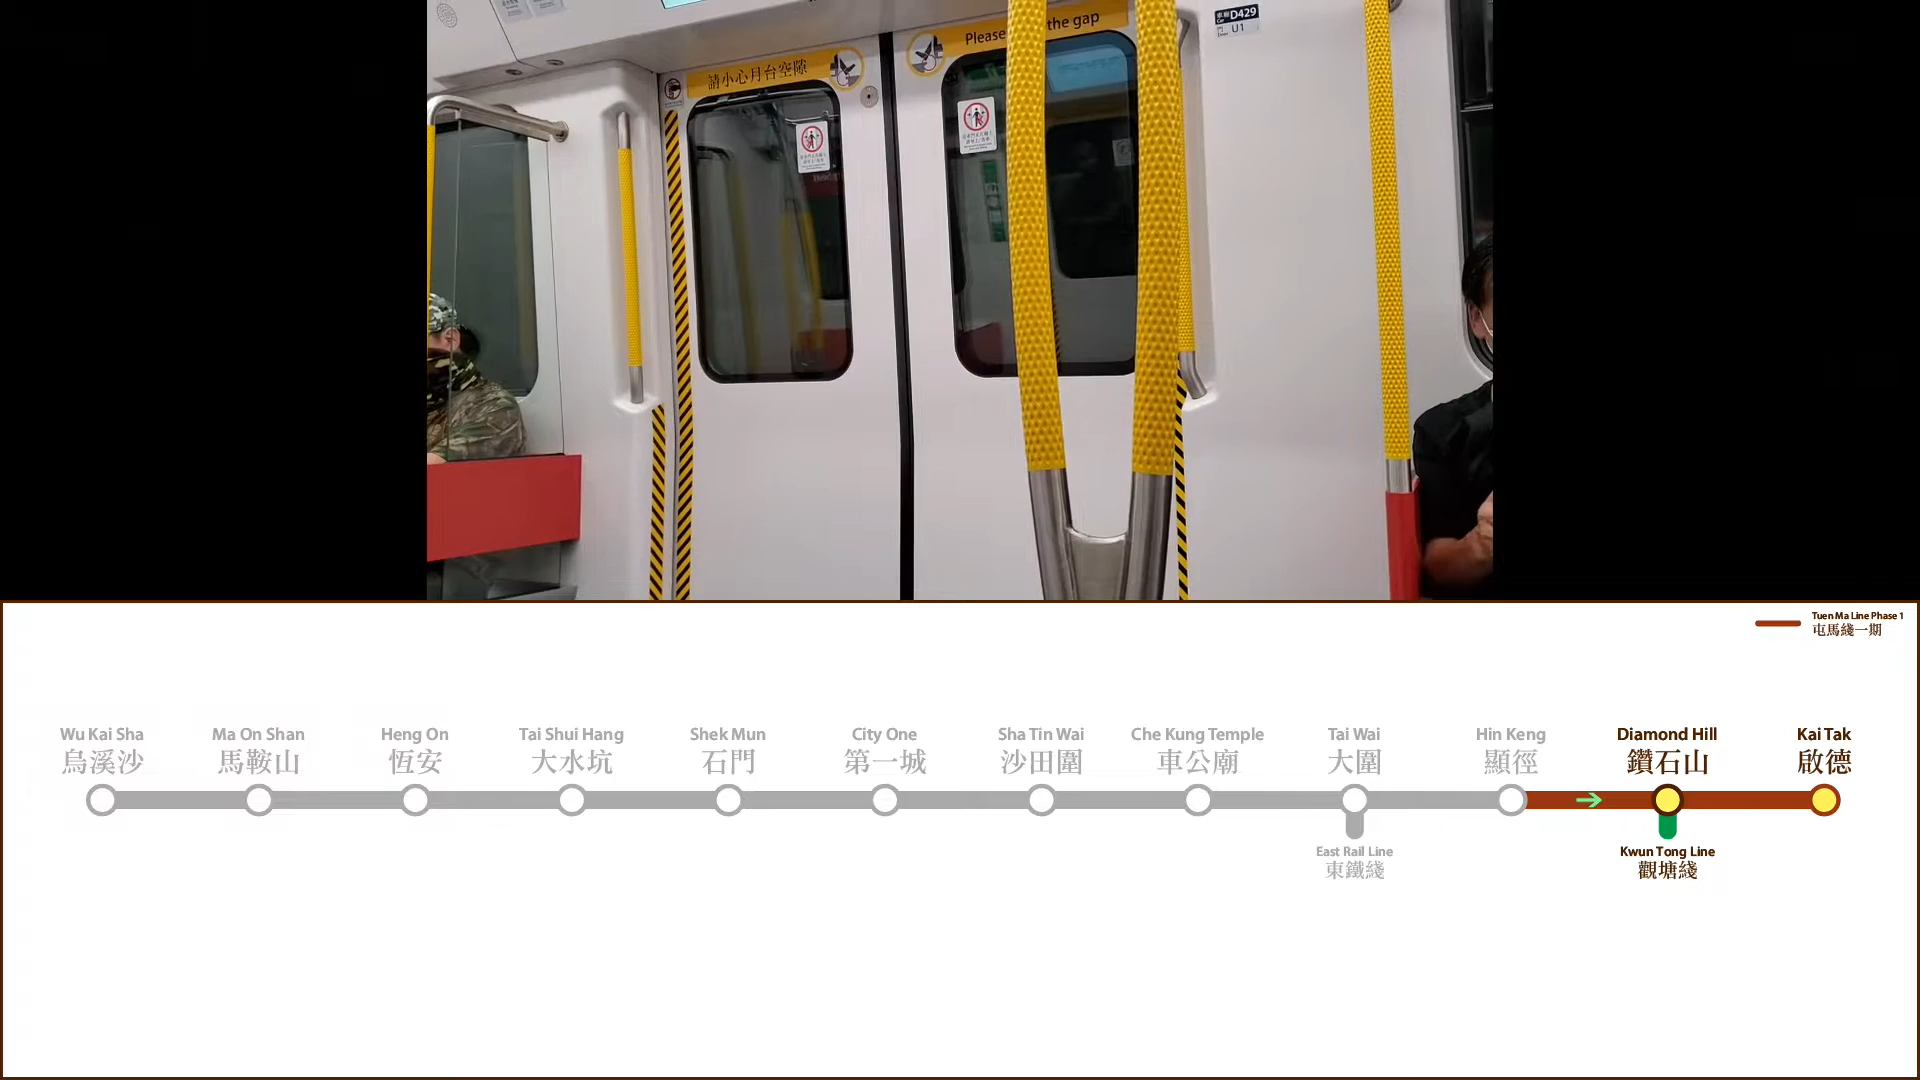 請小心月台空隙
Please the gap
D429
U1
Tuen Ma Line Phase 1
屯馬綫一期
Wu Kai Sha
烏溪沙
Ma On Shan
馬鞍山
Heng On
恆安
Tai Shui Hang
大水坑
Shek Mun
石門
City One
第一城
Sha Tin Wai
沙田圍
Che Kung Temple
車公廟
Tai Wai
大圍
Hin Keng
顯徑
Diamond Hill
鑽石山
Kai Tak
啟德
East Rail Line
東鐵綫
Kwun Tong Line
觀塘綫